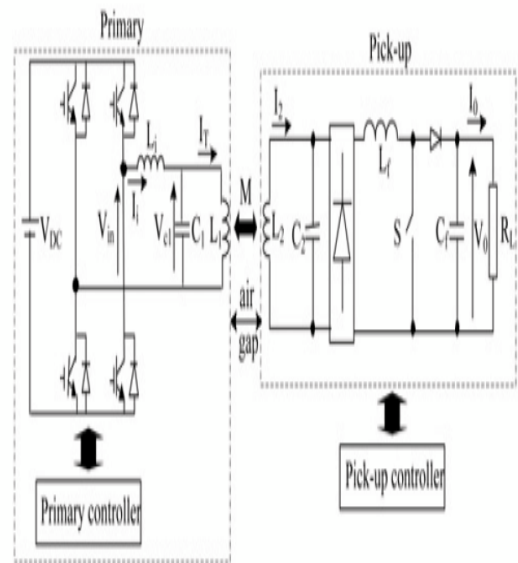 Primary
Pick-up
L_i
I_T
I_i
V_DC
V_in
V_c1
C_1
L_1
M
air
gap
I_2
L_2
C_2
L_f
S
C_f
I_0
V_0
R_L
Primary controller
Pick-up controller